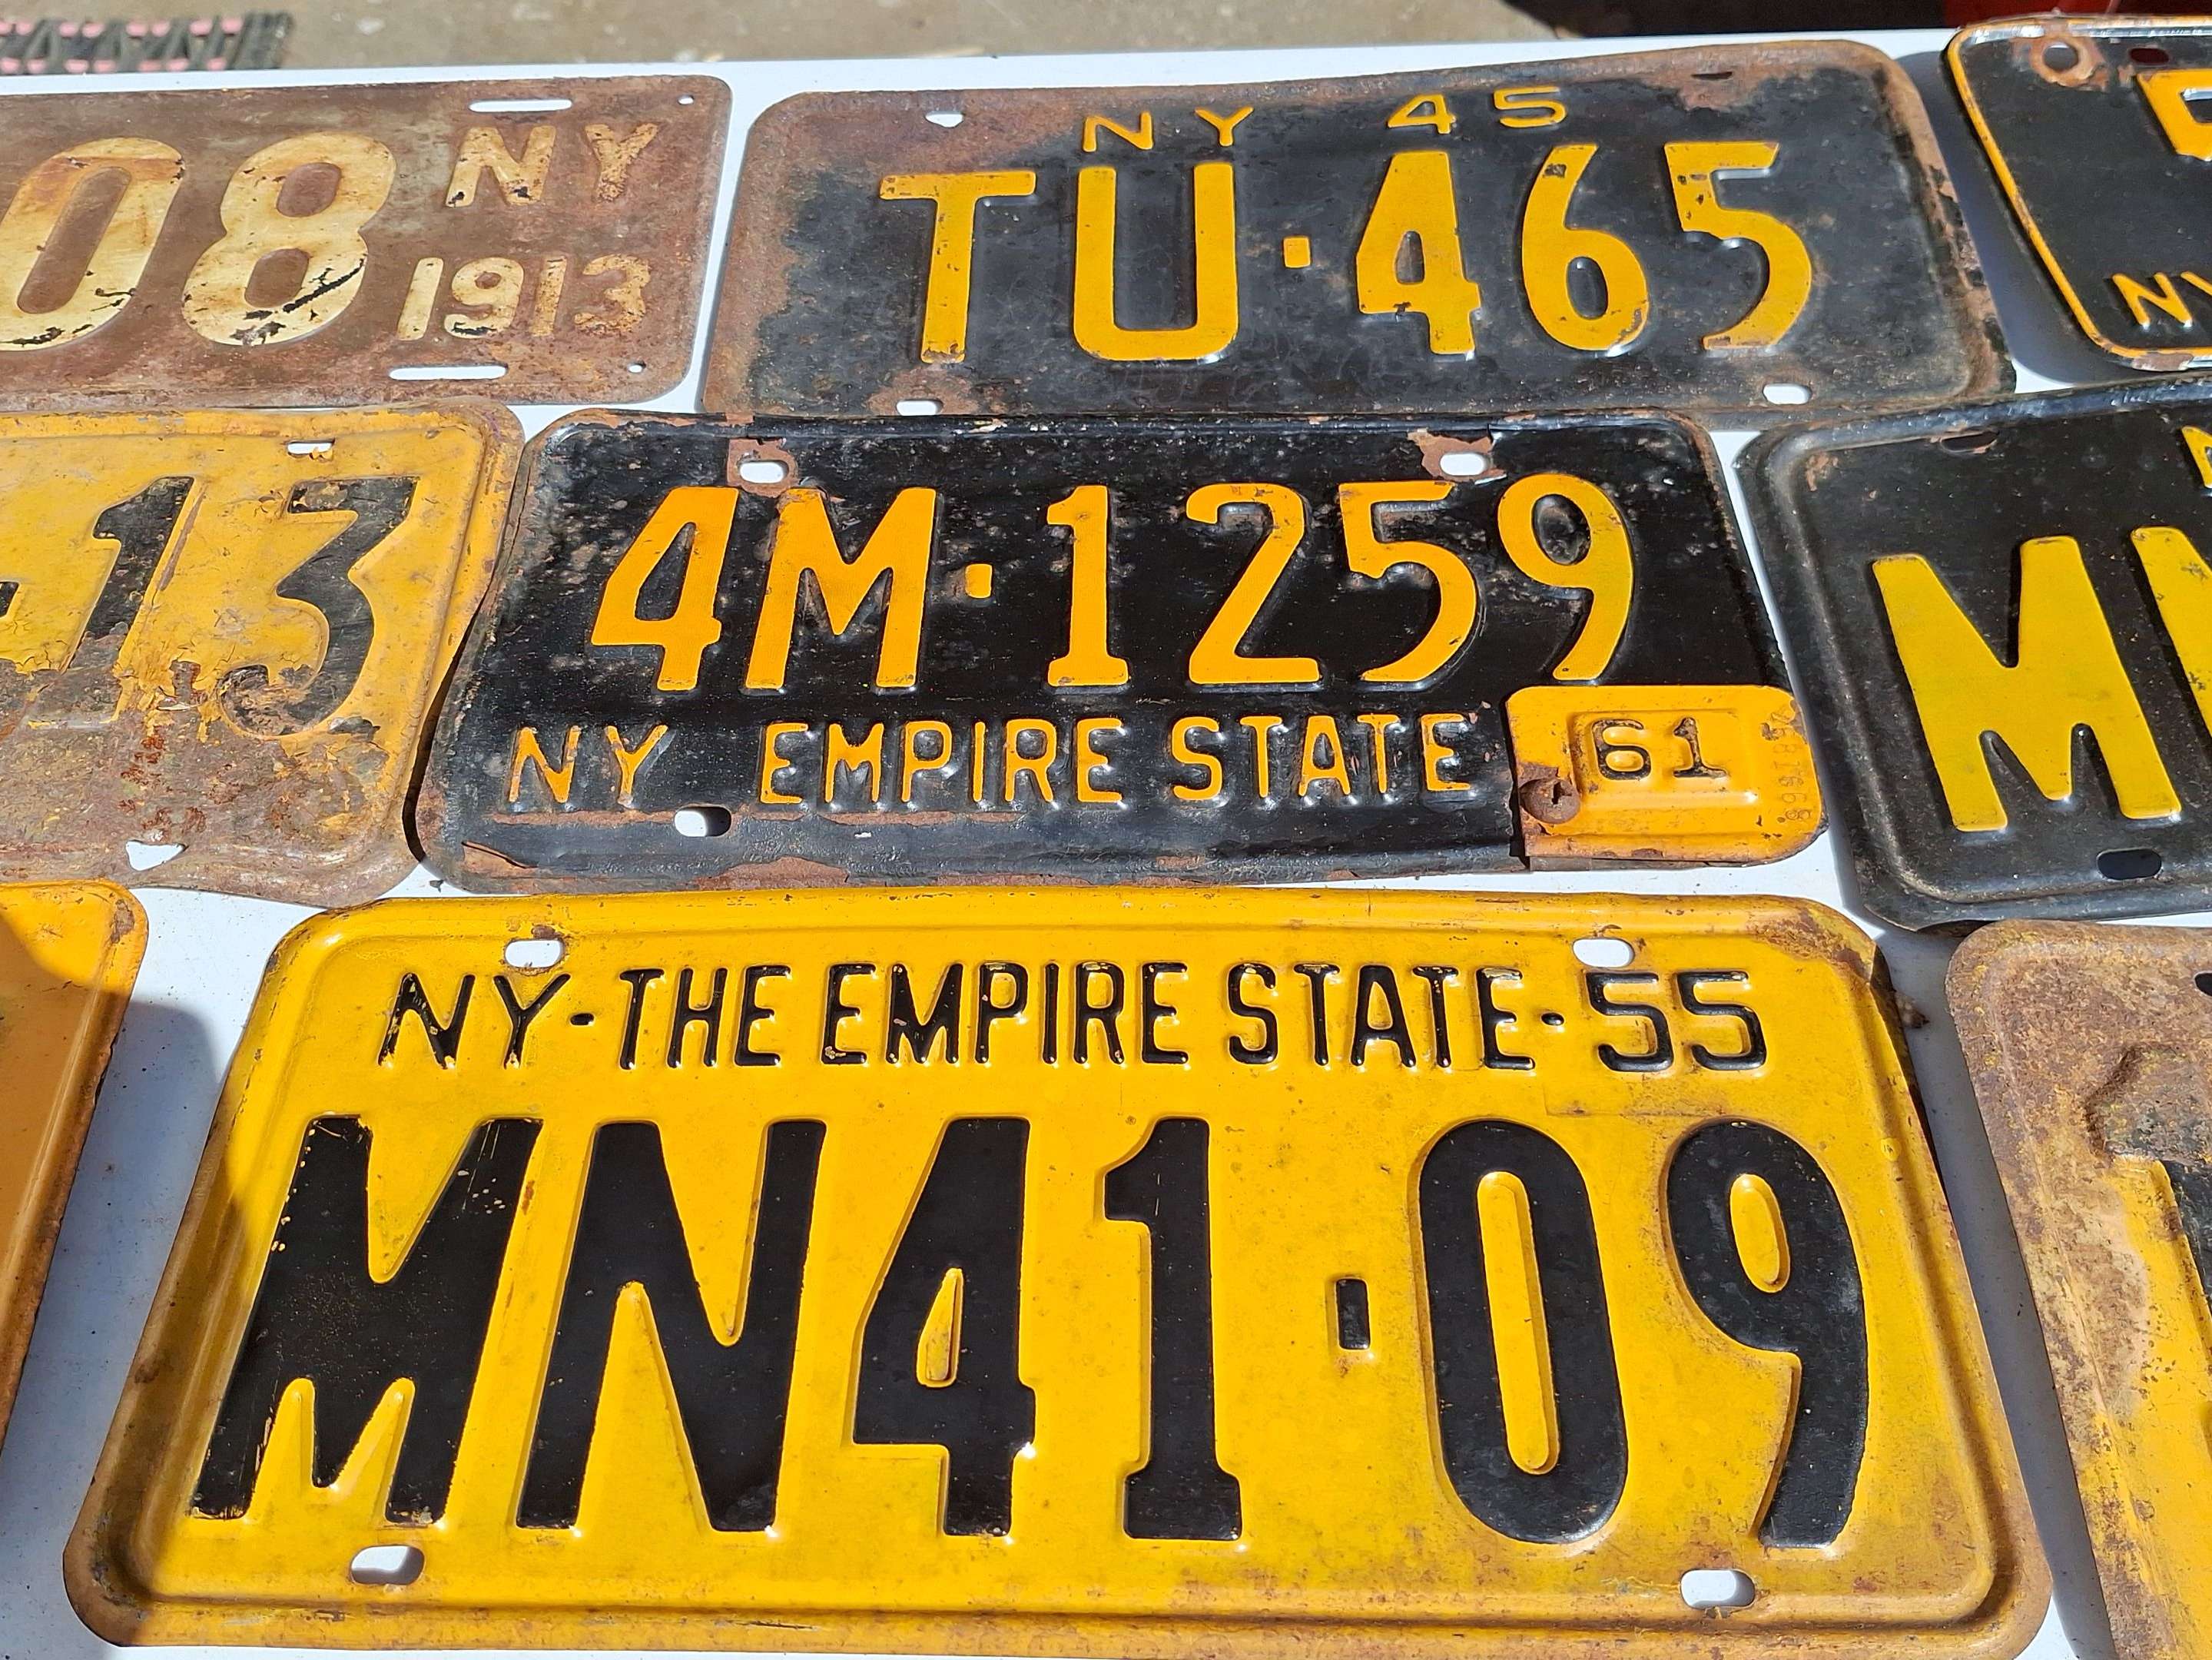 08 NY
1913
NY 45
TU·465
NY
-13
4M·1259
NY EMPIRE STATE 61
M
NY-THE EMPIRE STATE-55
MN41-09